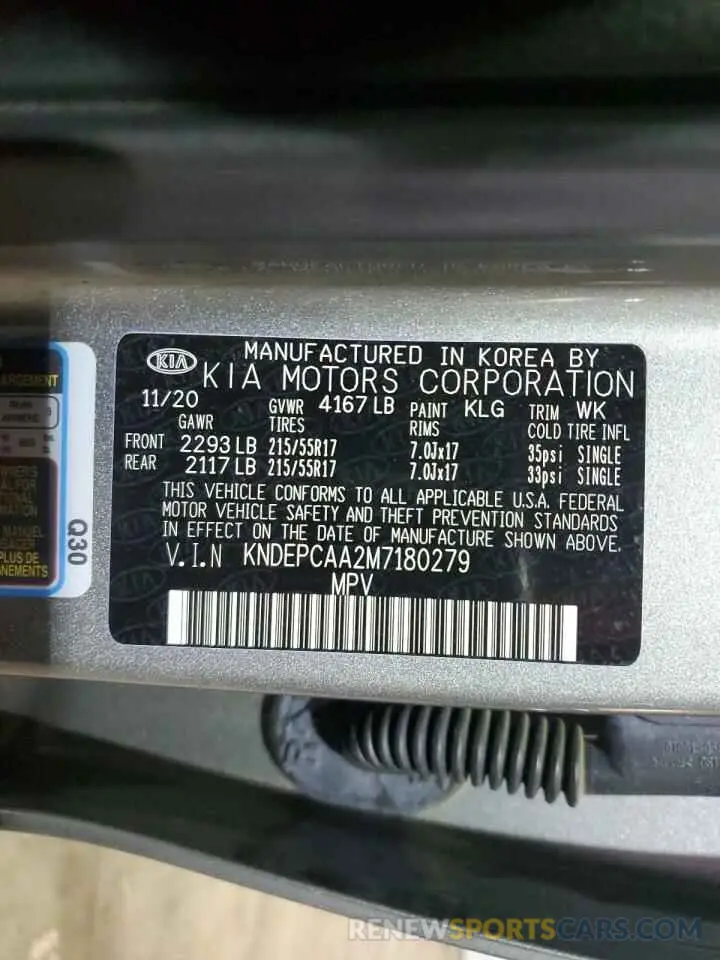 KIA
MANUFACTURED IN KOREA BY
KIA MOTORS CORPORATION
11/20 GVWR 4167 LB PAINT KLG TRIM WK
GAWR TIRES RIMS COLD TIRE INFL
FRONT 2293 LB 215/55R17 7.0Jx17 35psi SINGLE
REAR 2117 LB 215/55R17 7.0Jx17 33psi SINGLE
THIS VEHICLE CONFORMS TO ALL APPLICABLE U.S.A. FEDERAL
MOTOR VEHICLE SAFETY AND THEFT PREVENTION STANDARDS
IN EFFECT ON THE DATE OF MANUFACTURE SHOWN ABOVE.
V.I.N KNDEPCAA2M7180279
MPV
ARGEMENT
MANUEL
PLUS DE
NEMENTS
Q30
RENEWSPORTSCARS.COM